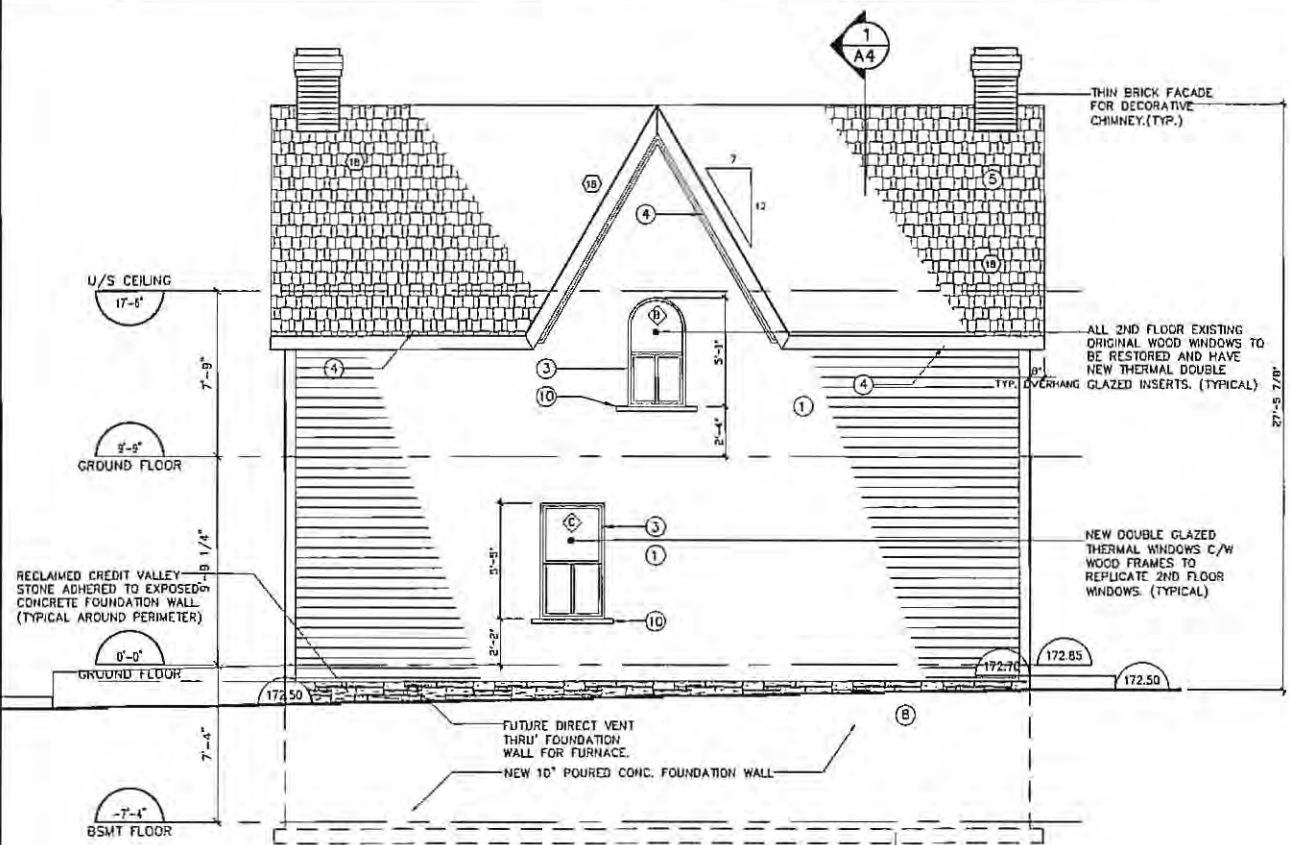 1
A4
THIN BRICK FACADE
FOR DECORATIVE
CHIMNEY.(TYP.)
18
18
7
12
5
4
18
U/S CEILING
17'-6"
B
5'-1"
3
10
4
ALL 2ND FLOOR EXISTING
ORIGINAL WOOD WINDOWS TO
BE RESTORED AND HAVE
NEW THERMAL DOUBLE
GLAZED INSERTS. (TYPICAL)
8"
TYP. OVERHANG
4
1
7'-9"
2'-4"
27'-5 7/8"
9'-9"
GROUND FLOOR
C
3
1
5'-5"
10
2'-2"
NEW DOUBLE GLAZED
THERMAL WINDOWS C/W
WOOD FRAMES TO
REPLICATE 2ND FLOOR
WINDOWS. (TYPICAL)
9'-9 1/4"
RECLAIMED CREDIT VALLEY
STONE ADHERED TO EXPOSED
CONCRETE FOUNDATION WALL
(TYPICAL AROUND PERIMETER)
0'-0"
GROUND FLOOR
172.50
172.70
172.85
172.50
8
FUTURE DIRECT VENT
THRU' FOUNDATION
WALL FOR FURNACE.
NEW 10" POURED CONC. FOUNDATION WALL
7'-4"
-7'-4"
BSMT FLOOR